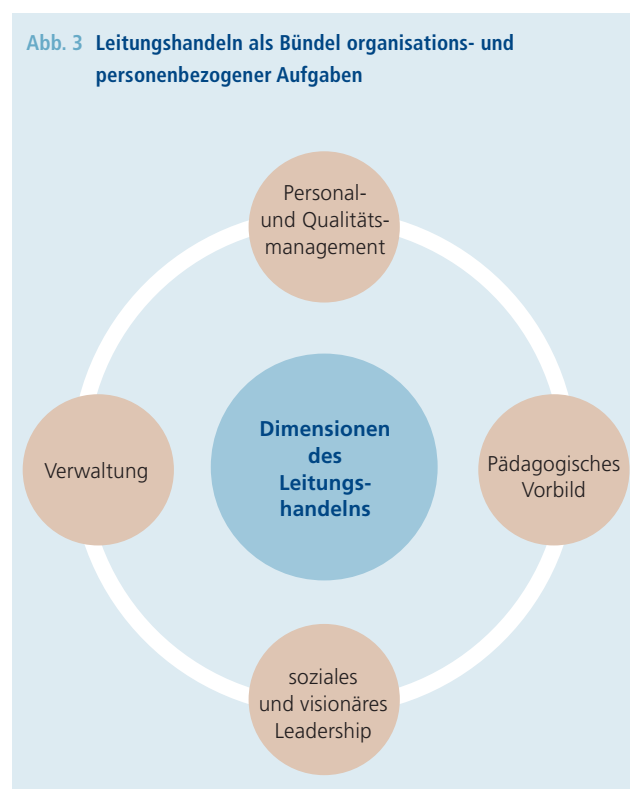 Abb. 3 Leitungshandeln als Bündel organisations- und
personenbezogener Aufgaben
Personal-
und Qualitäts-
management
Verwaltung
Dimensionen
des
Leitungs-
handelns
Pädagogisches
Vorbild
soziales
und visionäres
Leadership